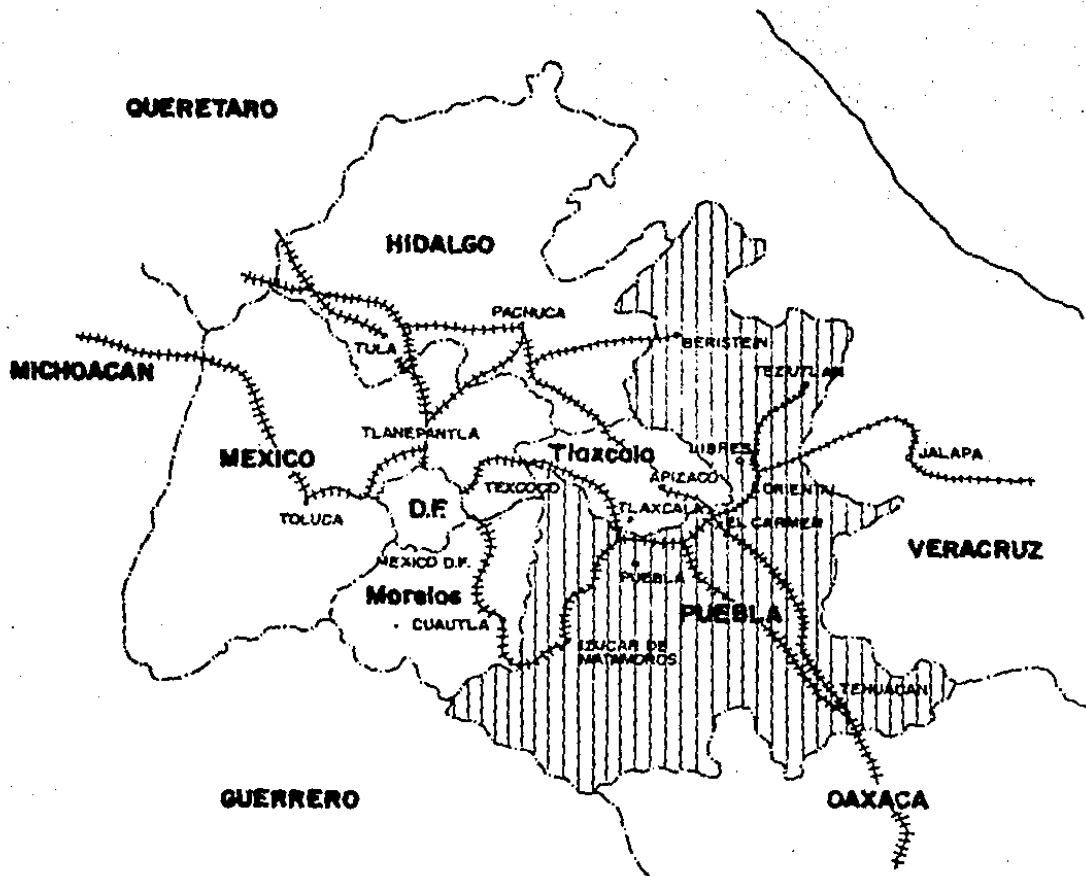 QUERETARO
HIDALGO
PACHUCA
TULA
BERISTEIN
MICHOACAN
TEZIUTLAN
TLANEPANTLA
MEXICO
Tlaxcala
LIBRES
JALAPA
TEXCOCO
APIZACO
ORIENTAL
TOLUCA
D.F.
TLAXCALA
EL CARMEN
VERACRUZ
MEXICO D.F.
PUEBLA
Morelos
PUEBLA
CUAUTLA
IZUCAR DE
MATAMOROS
TEHUACAN
GUERRERO
OAXACA